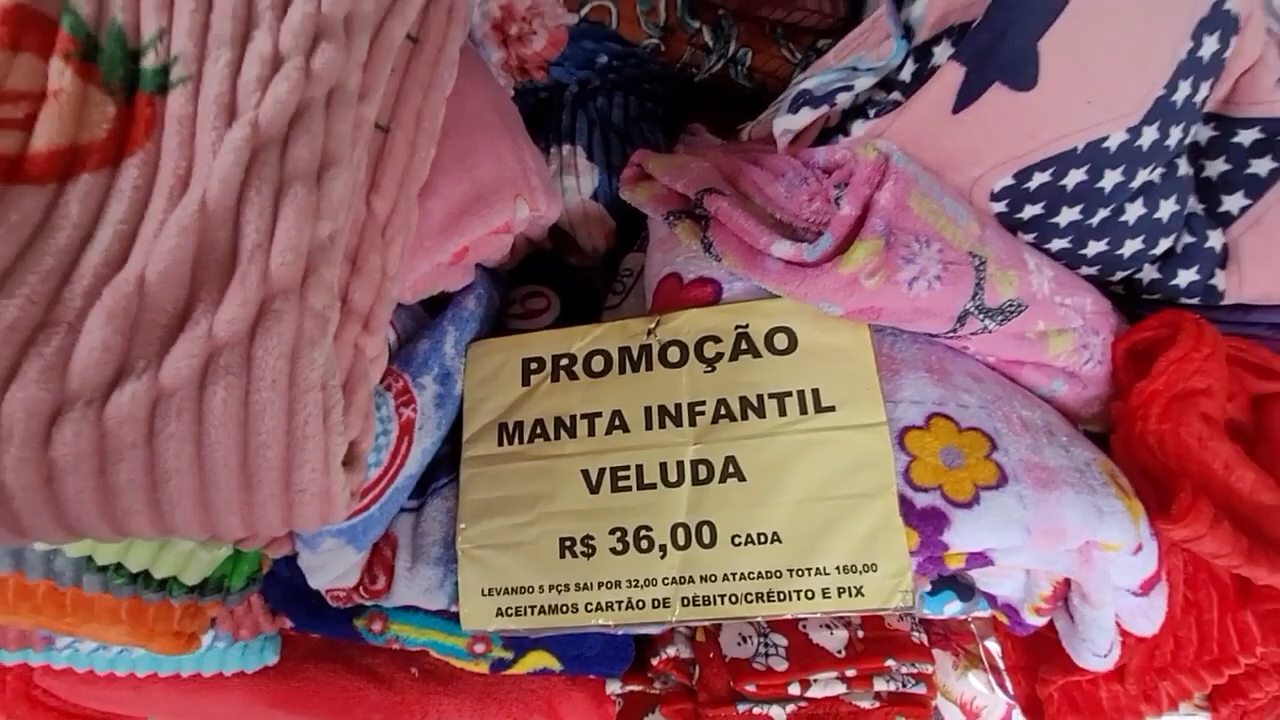 PROMOÇÃO
MANTA INFANTIL
VELUDA
R$ 36,00 CADA
LEVANDO 5 PÇS SAI POR 32,00 CADA NO ATACADO TOTAL 160,00
ACEITAMOS CARTÃO DE DÈBITO/CRÉDITO E PIX